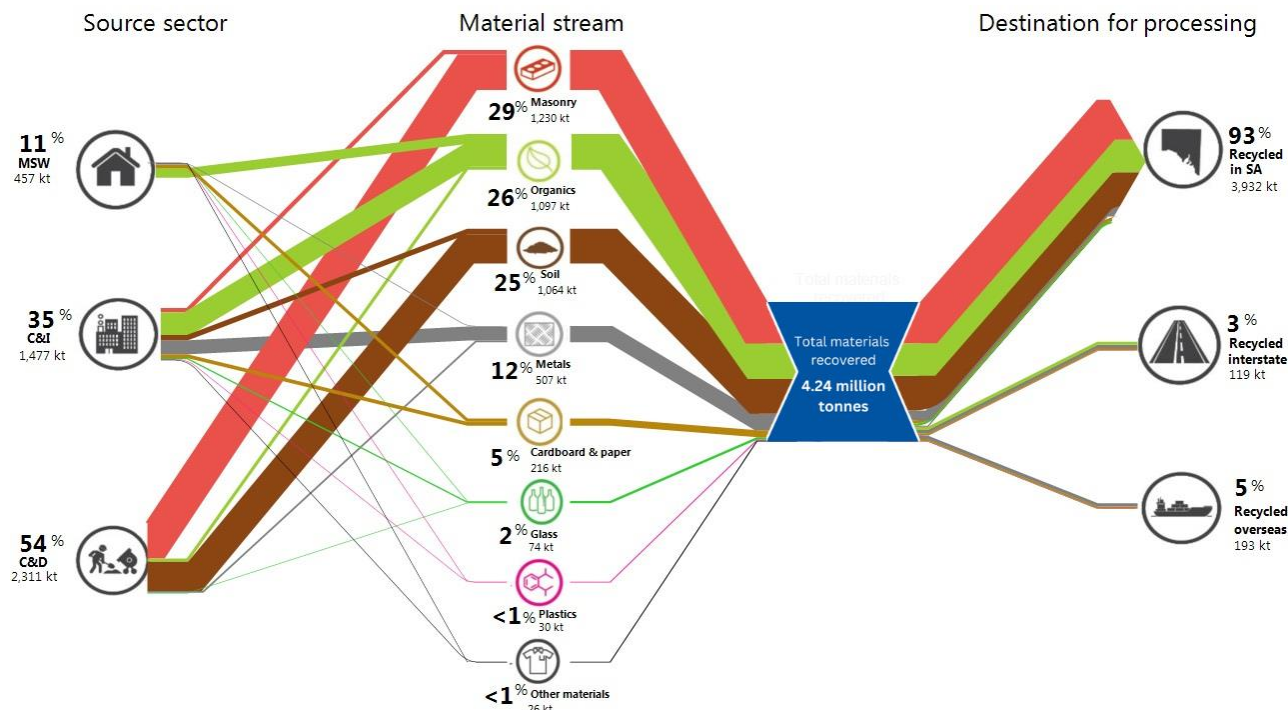 Source sector
Material stream
Destination for processing
11 %
MSW
457 kt
35 %
C&I
1,477 kt
54 %
C&D
2,311 kt
29% Masonry
1,230 kt
26% Organics
1,097 kt
25% Soil
1,064 kt
12% Metals
507 kt
5 % Cardboard & paper
216 kt
2% Glass
74 kt
<1% Plastics
30 kt
<1% Other materials
26 kt
Total materials
Total materials
recovered
4.24 million
tonnes
93 %
Recycled
in SA
3,932 kt
3 %
Recycled
interstate
119 kt
5 %
Recycled
overseas
193 kt